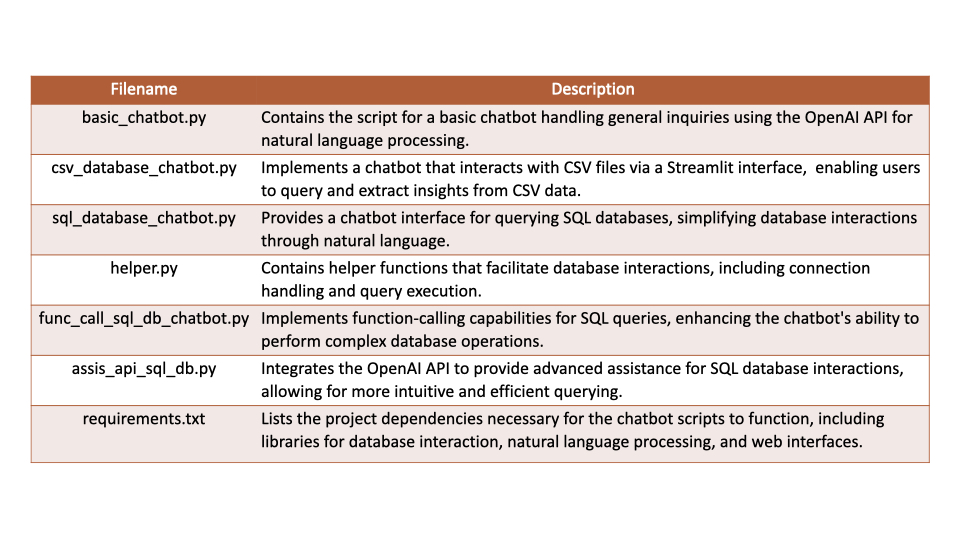 Filename Description
basic_chatbot.py Contains the script for a basic chatbot handling general inquiries using the OpenAI API for
natural language processing.
csv_database_chatbot.py Implements a chatbot that interacts with CSV files via a Streamlit interface,  enabling users
to query and extract insights from CSV data.
sql_database_chatbot.py Provides a chatbot interface for querying SQL databases, simplifying database interactions
through natural language.
helper.py Contains helper functions that facilitate database interactions, including connection
handling and query execution.
func_call_sql_db_chatbot.py Implements function-calling capabilities for SQL queries, enhancing the chatbot's ability to
perform complex database operations.
assis_api_sql_db.py Integrates the OpenAI API to provide advanced assistance for SQL database interactions,
allowing for more intuitive and efficient querying.
requirements.txt Lists the project dependencies necessary for the chatbot scripts to function, including
libraries for database interaction, natural language processing, and web interfaces.